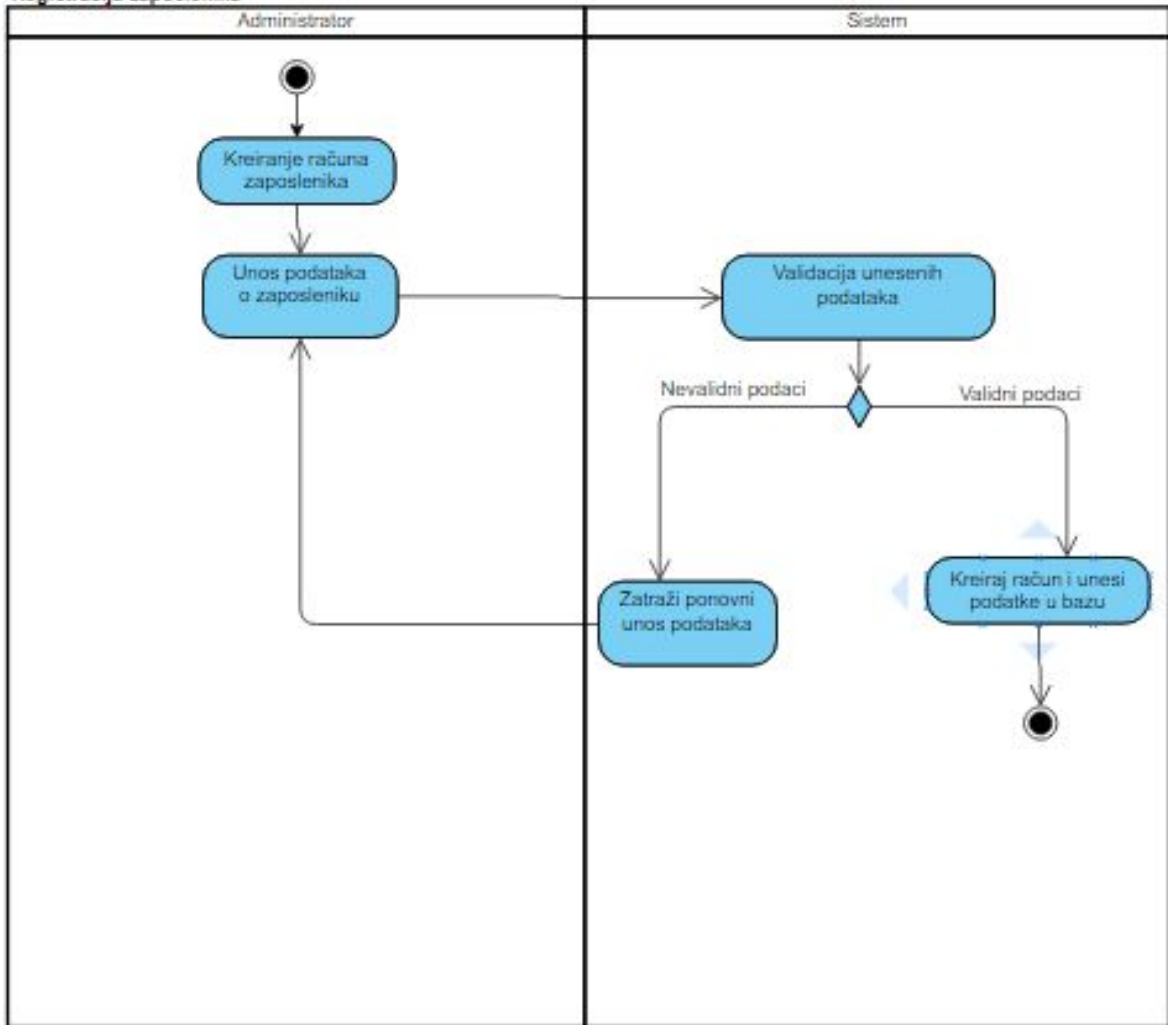 Administrator
Sistem
Kreiranje računa
zaposlenika
Unos podataka
o zaposleniku
Validacija unesenih
podataka
Nevalidni podaci
Validni podaci
Zatraži ponovni
unos podataka
Kreiraj račun i unesi
podatke u bazu